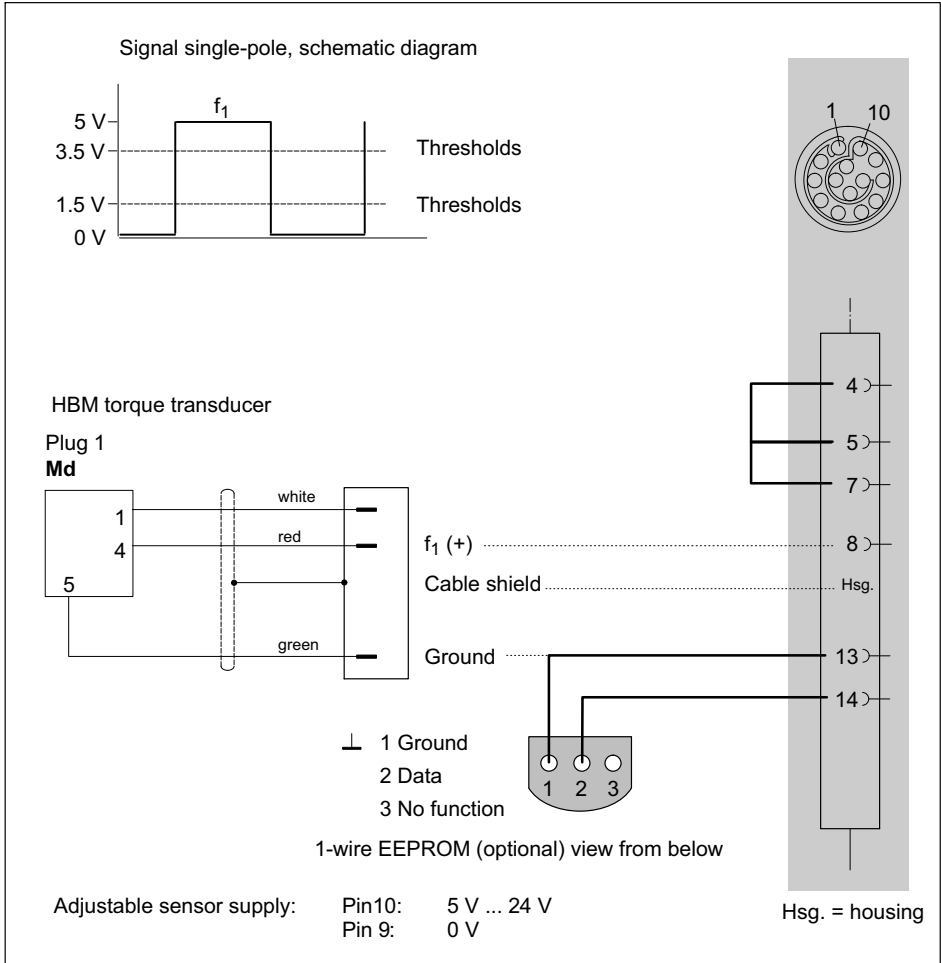 Signal single-pole, schematic diagram
f1
5 V
3.5 V
Thresholds
1.5 V
Thresholds
0 V
1 10
4
5
7
HBM torque transducer
Plug 1
Md
1
4
5
white
red
green
f1 (+)
8
Cable shield
Hsg.
Ground
13
14
⊥ 1 Ground
2 Data
3 No function
1 2 3
1-wire EEPROM (optional) view from below
Adjustable sensor supply: Pin10: 5 V ... 24 V
Pin 9: 0 V
Hsg. = housing